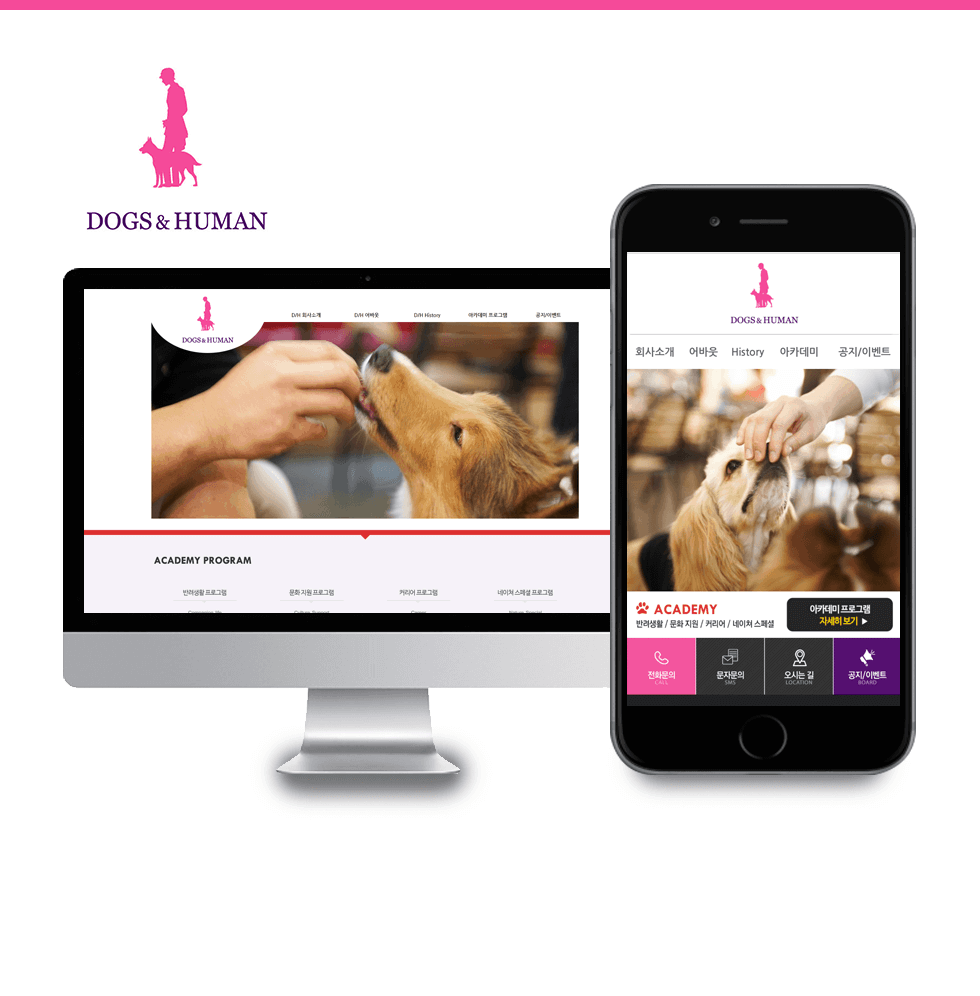 DOGS & HUMAN
DOGS & HUMAN
D/H 회사소개 D/H 어바웃 D/H History 아카데미 프로그램 공지/이벤트
ACADEMY PROGRAM
반려생활 프로그램 문화 지원 프로그램 커리어 프로그램 네이쳐 스페셜 프로그램
DOGS & HUMAN
회사소개 어바웃 History 아카데미 공지/이벤트
ACADEMY
반려생활 / 문화 지원 / 커리어 / 네이쳐 스페셜
아카데미 프로그램
자세히 보기
전화문의 문자문의 오시는 길 공지/이벤트
CALL SMS LOCATION BOARD